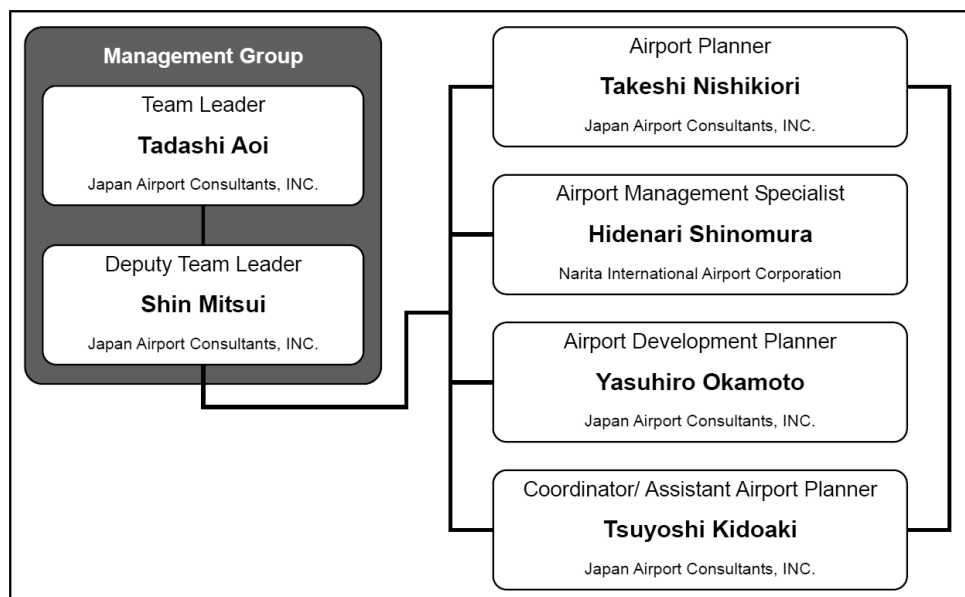 Management Group
Team Leader
Tadashi Aoi
Japan Airport Consultants, INC.
Deputy Team Leader
Shin Mitsui
Japan Airport Consultants, INC.
Airport Planner
Takeshi Nishikiori
Japan Airport Consultants, INC.
Airport Management Specialist
Hidenari Shinomura
Narita International Airport Corporation
Airport Development Planner
Yasuhiro Okamoto
Japan Airport Consultants, INC.
Coordinator/ Assistant Airport Planner
Tsuyoshi Kidoaki
Japan Airport Consultants, INC.